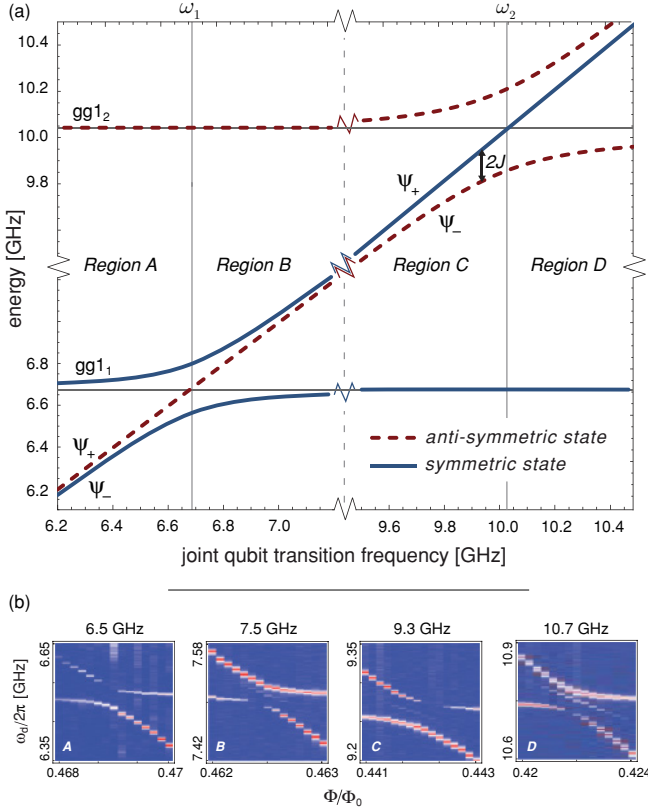 (a)
ω₁
ω₂
10.4
10.2
10.0
9.8
6.8
6.6
6.4
6.2
energy [GHz]
gg1₂
gg1₁
2J
ψ₊
ψ₋
Region A
Region B
Region C
Region D
ψ₊
ψ₋
anti-symmetric state
symmetric state
6.2 6.4 6.6 6.8 7.0 9.6 9.8 10.0 10.2 10.4
joint qubit transition frequency [GHz]
(b)
6.5 GHz 7.5 GHz 9.3 GHz 10.7 GHz
ω_d/2π [GHz]
6.65 7.58 9.35 10.9
6.35 7.42 9.2 10.6
A B C D
0.468 0.47 0.462 0.463 0.441 0.443 0.42 0.424
Φ/Φ₀